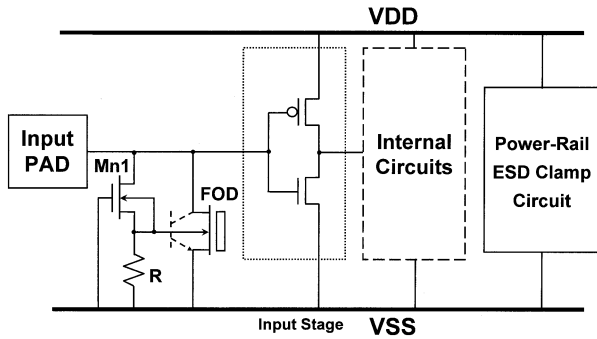 VDD
Input
PAD
Mn1
FOD
R
Internal
Circuits
Power-Rail
ESD Clamp
Circuit
Input Stage
VSS